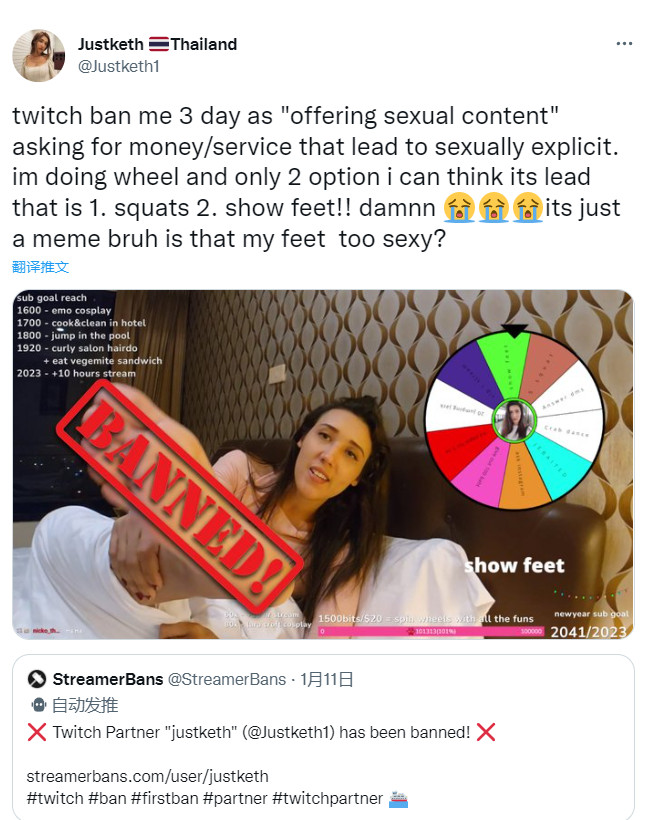 Justketh 🇹🇭Thailand
@Justketh1
twitch ban me 3 day as "offering sexual content"
asking for money/service that lead to sexually explicit.
im doing wheel and only 2 option i can think its lead
that is 1. squats 2. show feet!! damnn 😭😭😭its just
a meme bruh is that my feet too sexy?
翻译推文
sub goal reach
1600 - emo cosplay
1700 - cook&clean in hotel
1800 - jump in the pool
1920 - curly salon hairdo
+ eat vegemite sandwich
2023 - +10 hours stream
BANNED!
Answer dms
Crab dance
show feet
cosplay
1500bits/$20 = spin wheels with all the funs
0
101313(101%)
100000
newyear sub goal
2041/2023
StreamerBans @StreamerBans · 1月11日
自动发推
❌ Twitch Partner "justketh" (@Justketh1) has been banned! ❌
streamerbans.com/user/justketh
#twitch #ban #firstban #partner #twitchpartner 🚢